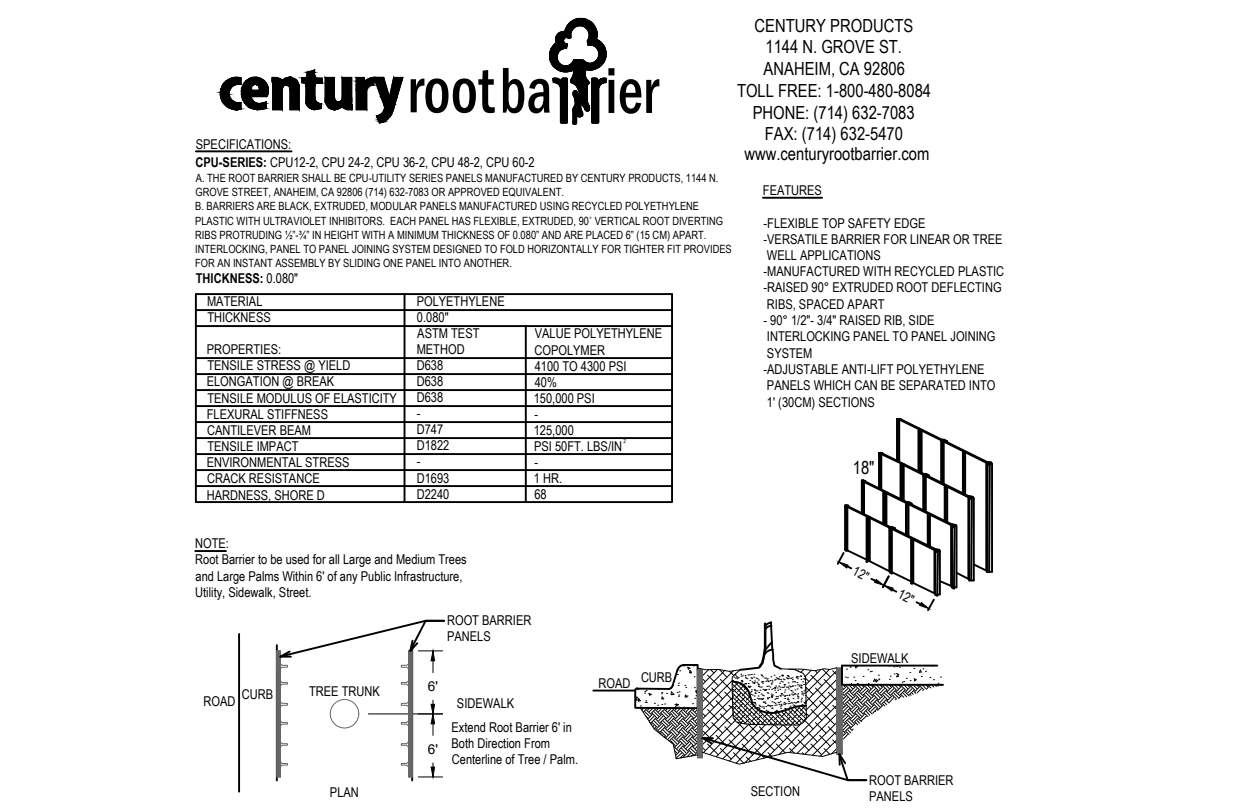 century root barrier
CENTURY PRODUCTS
1144 N. GROVE ST.
ANAHEIM, CA 92806
TOLL FREE: 1-800-480-8084
PHONE: (714) 632-7083
FAX: (714) 632-5470
www.centuryrootbarrier.com
SPECIFICATIONS:
CPU-SERIES: CPU12-2, CPU 24-2, CPU 36-2, CPU 48-2, CPU 60-2
A. THE ROOT BARRIER SHALL BE CPU-UTILITY SERIES PANELS MANUFACTURED BY CENTURY PRODUCTS, 1144 N.
GROVE STREET, ANAHEIM, CA 92806 (714) 632-7083 OR APPROVED EQUIVALENT.
B. BARRIERS ARE BLACK, EXTRUDED, MODULAR PANELS MANUFACTURED USING RECYCLED POLYETHYLENE
PLASTIC WITH ULTRAVIOLET INHIBITORS. EACH PANEL HAS FLEXIBLE, EXTRUDED, 90˚ VERTICAL ROOT DIVERTING
RIBS PROTRUDING ½"-¾" IN HEIGHT WITH A MINIMUM THICKNESS OF 0.080" AND ARE PLACED 6" (15 CM) APART.
INTERLOCKING, PANEL TO PANEL JOINING SYSTEM DESIGNED TO FOLD HORIZONTALLY FOR TIGHTER FIT PROVIDES
FOR AN INSTANT ASSEMBLY BY SLIDING ONE PANEL INTO ANOTHER.
THICKNESS: 0.080"
MATERIAL POLYETHYLENE
THICKNESS 0.080"
PROPERTIES: ASTM TEST METHOD VALUE POLYETHYLENE COPOLYMER
TENSILE STRESS @ YIELD D638 4100 TO 4300 PSI
ELONGATION @ BREAK D638 40%
TENSILE MODULUS OF ELASTICITY D638 150,000 PSI
FLEXURAL STIFFNESS - -
CANTILEVER BEAM D747 125,000
TENSILE IMPACT D1822 PSI 50FT. LBS/IN²
ENVIRONMENTAL STRESS - -
CRACK RESISTANCE D1693 1 HR.
HARDNESS, SHORE D D2240 68
FEATURES
-FLEXIBLE TOP SAFETY EDGE
-VERSATILE BARRIER FOR LINEAR OR TREE
WELL APPLICATIONS
-MANUFACTURED WITH RECYCLED PLASTIC
-RAISED 90° EXTRUDED ROOT DEFLECTING
RIBS, SPACED APART
- 90° 1/2"- 3/4" RAISED RIB, SIDE
INTERLOCKING PANEL TO PANEL JOINING
SYSTEM
-ADJUSTABLE ANTI-LIFT POLYETHYLENE
PANELS WHICH CAN BE SEPARATED INTO
1' (30CM) SECTIONS
18"
12"
12"
NOTE:
Root Barrier to be used for all Large and Medium Trees
and Large Palms Within 6' of any Public Infrastructure,
Utility, Sidewalk, Street.
ROOT BARRIER
PANELS
ROAD
CURB
TREE TRUNK
6'
6'
SIDEWALK
Extend Root Barrier 6' in
Both Direction From
Centerline of Tree / Palm.
PLAN
ROAD
CURB
SIDEWALK
ROOT BARRIER
PANELS
SECTION